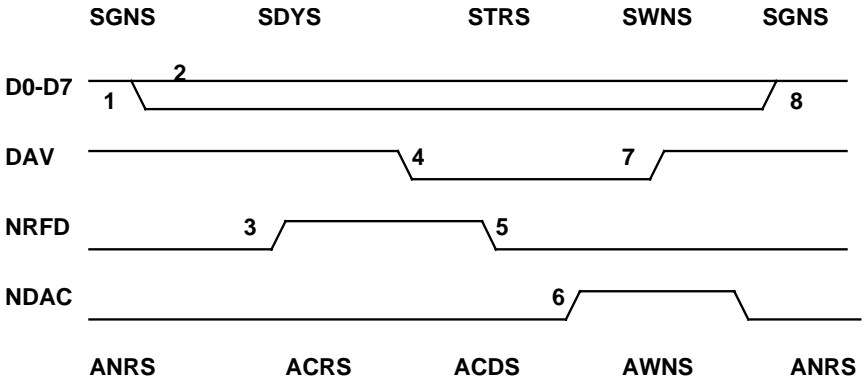 SGNS SDYS STRS SWNS SGNS
2
D0-D7
1 8
DAV 4 7
NRFD 3 5
NDAC 6
ANRS ACRS ACDS AWNS ANRS